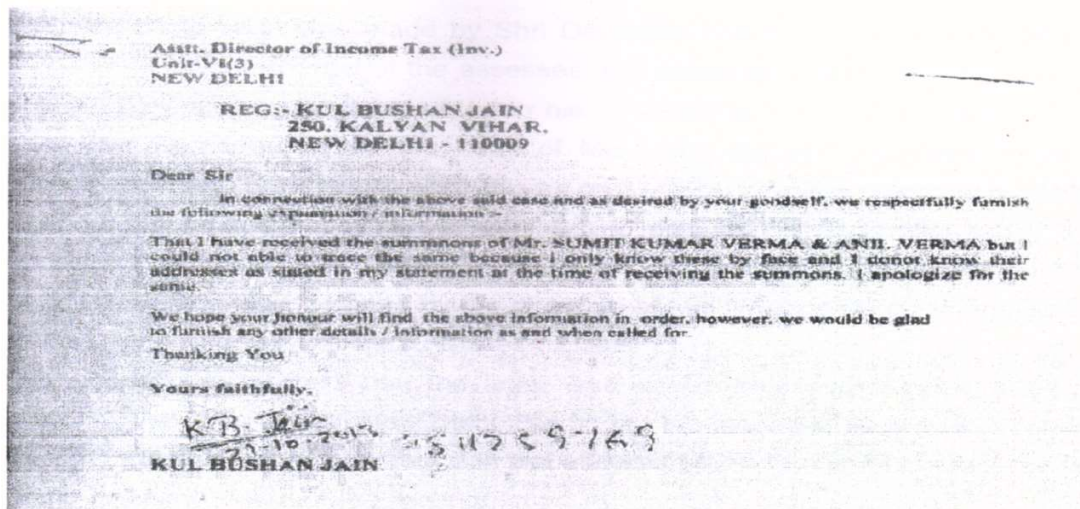 Asstt. Director of Income Tax (Inv.)
Unit-VI(3)
NEW DELHI
REG:- KUL BUSHAN JAIN
250, KALYAN VIHAR,
NEW DELHI - 110009
Dear Sir
In connection with the above said case and as desired by your goodself, we respectfully furnish
the following explanation / information :-
That I have received the summnons of Mr. SUMIT KUMAR VERMA & ANIL VERMA but I
could not able to trace the same because i only know these by face and I donot know their
addresses as stated in my statement at the time of receiving the summons. I apologize for the
same.
We hope your honour will find the above information in order, however, we would be glad
to furnish any other details / information as and when called for.
Thanking You
Yours faithfully,
K.B. Jain
KUL BUSHAN JAIN